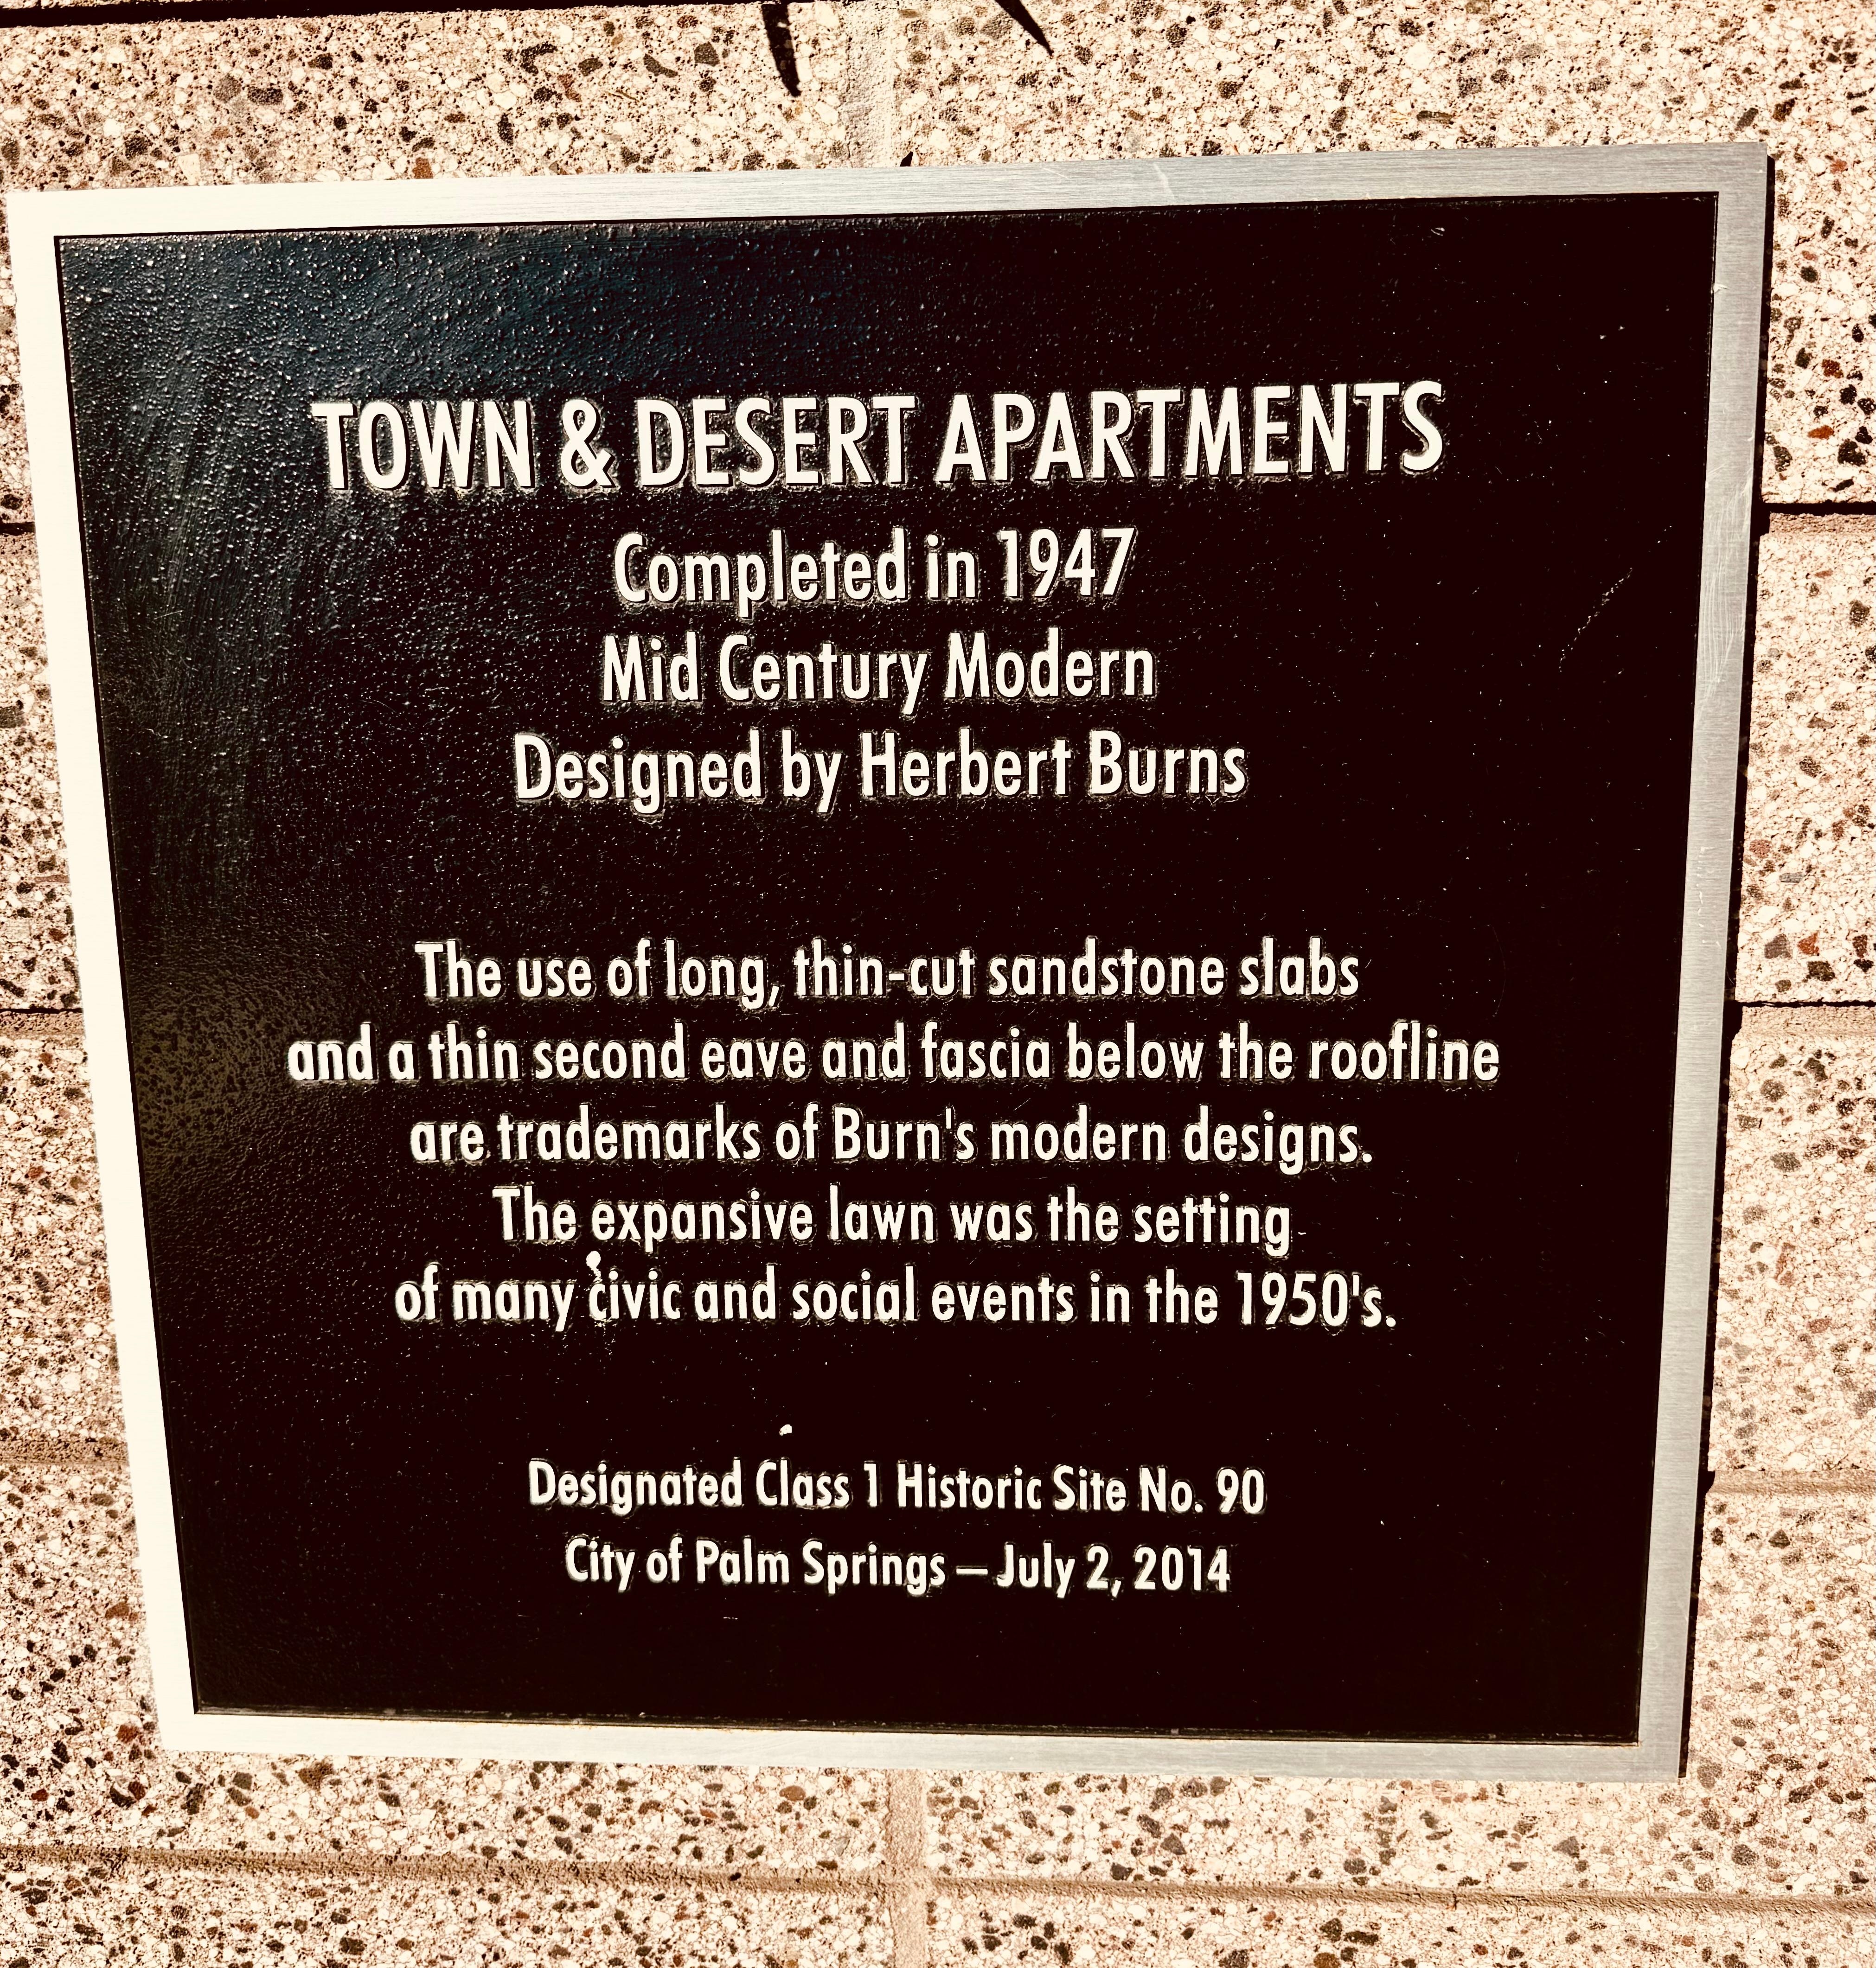 TOWN & DESERT APARTMENTS
Completed in 1947
Mid Century Modern
Designed by Herbert Burns
The use of long, thin-cut sandstone slabs
and a thin second eave and fascia below the roofline
are trademarks of Burn's modern designs.
The expansive lawn was the setting
of many civic and social events in the 1950's.
Designated Class 1 Historic Site No. 90
City of Palm Springs – July 2, 2014